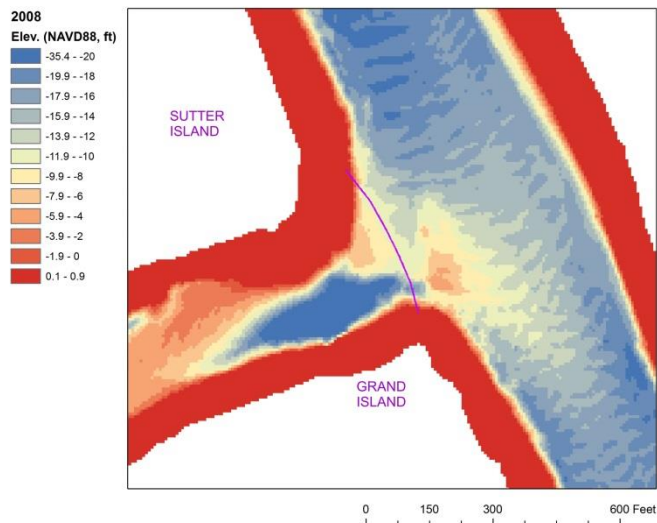 2008
Elev. (NAVD88, ft)
-35.4 - -20
-19.9 - -18
-17.9 - -16
-15.9 - -14
-13.9 - -12
-11.9 - -10
-9.9 - -8
-7.9 - -6
-5.9 - -4
-3.9 - -2
-1.9 - 0
0.1 - 0.9
SUTTER
ISLAND
GRAND
ISLAND
0 150 300 600 Feet